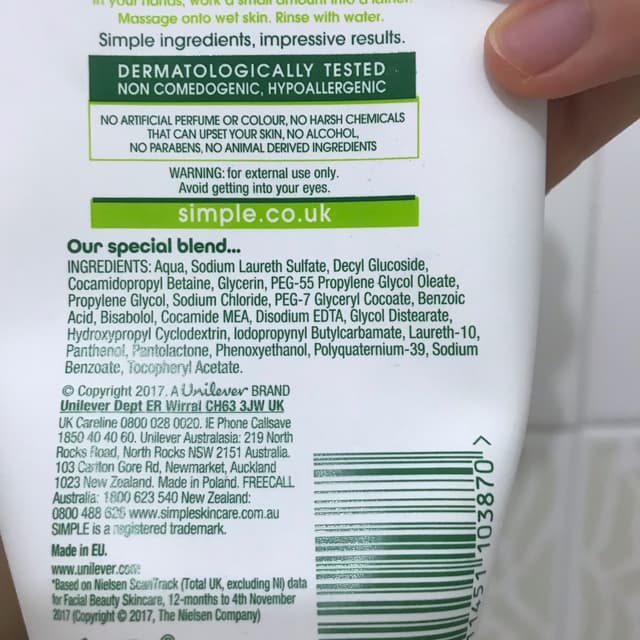 in your hands, work a small amount into a lather.
Massage onto wet skin. Rinse with water.
Simple ingredients, impressive results.
DERMATOLOGICALLY TESTED
NON COMEDOGENIC, HYPOALLERGENIC
NO ARTIFICIAL PERFUME OR COLOUR, NO HARSH CHEMICALS
THAT CAN UPSET YOUR SKIN, NO ALCOHOL,
NO PARABENS, NO ANIMAL DERIVED INGREDIENTS
WARNING: for external use only.
Avoid getting into your eyes.
simple.co.uk
Our special blend...
INGREDIENTS: Aqua, Sodium Laureth Sulfate, Decyl Glucoside,
Cocamidopropyl Betaine, Glycerin, PEG-55 Propylene Glycol Oleate,
Propylene Glycol, Sodium Chloride, PEG-7 Glyceryl Cocoate, Benzoic
Acid, Bisabolol, Cocamide MEA, Disodium EDTA, Glycol Distearate,
Hydroxypropyl Cyclodextrin, Iodopropynyl Butylcarbamate, Laureth-10,
Panthenol, Pantolactone, Phenoxyethanol, Polyquaternium-39, Sodium
Benzoate, Tocopheryl Acetate.
© Copyright 2017. A Unilever BRAND
Unilever Dept ER Wirral CH63 3JW UK
UK Careline 0800 028 0020. IE Phone Callsave
1850 40 40 60. Unilever Australasia: 219 North
Rocks Road, North Rocks NSW 2151 Australia.
103 Carlton Gore Rd, Newmarket, Auckland
1023 New Zealand. Made in Poland. FREECALL
Australia: 1800 623 540 New Zealand:
0800 488 www.simpleskincare.com.au
SIMPLE is a registered trademark.
Made in EU.
www.unilever.com
*Based on Nielsen ScanTrack (Total UK, excluding NI) data
for Facial Beauty Skincare, 12-months to 4th November
2017 (Copyright © 2017, The Nielsen Company)
103870 >